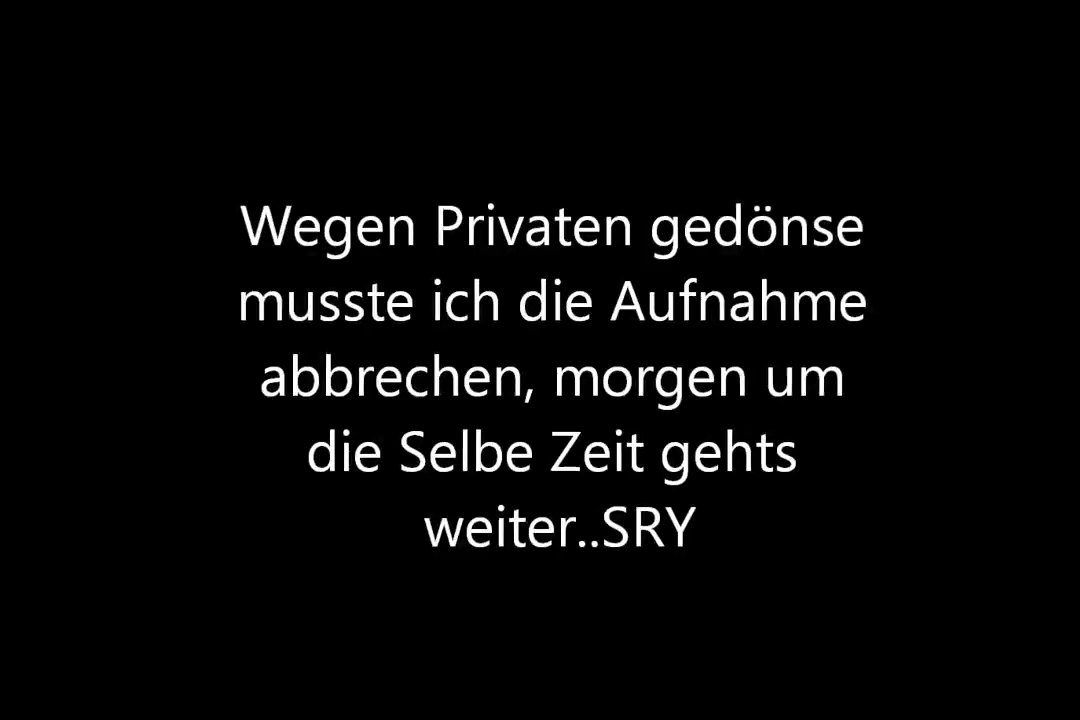 Wegen Privaten gedönse
musste ich die Aufnahme
abbrechen, morgen um
die Selbe Zeit gehts
weiter..SRY